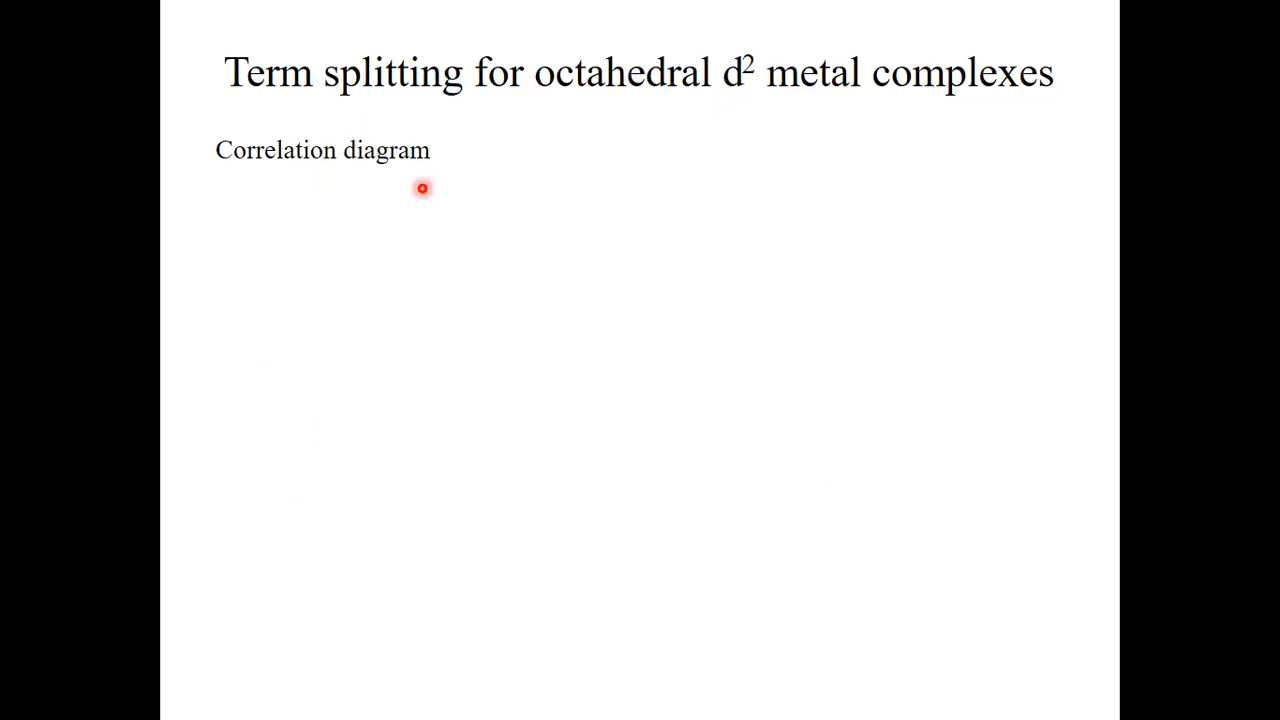 Term splitting for octahedral d² metal complexes
Correlation diagram